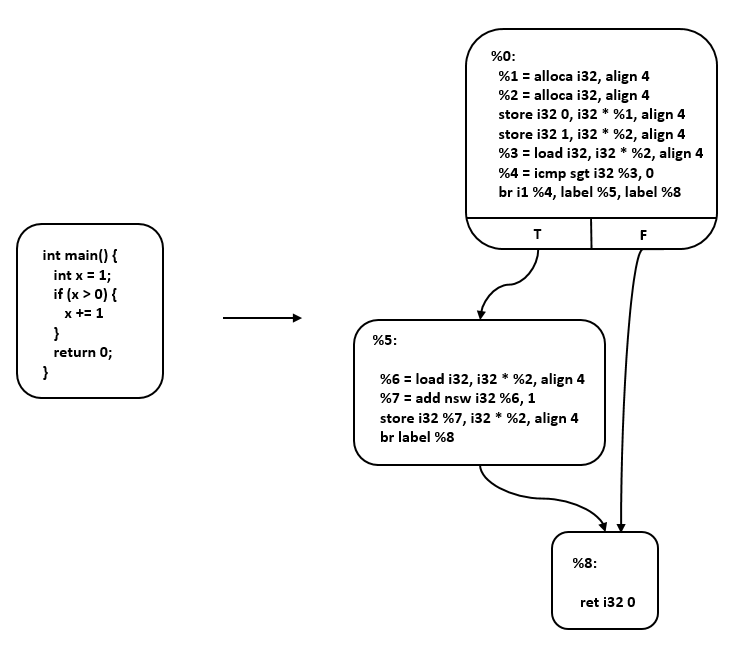 int main() {
int x = 1;
if (x > 0) {
x += 1
}
return 0;
}
%0:
%1 = alloca i32, align 4
%2 = alloca i32, align 4
store i32 0, i32 * %1, align 4
store i32 1, i32 * %2, align 4
%3 = load i32, i32 * %2, align 4
%4 = icmp sgt i32 %3, 0
br i1 %4, label %5, label %8
T
F
%5:
%6 = load i32, i32 * %2, align 4
%7 = add nsw i32 %6, 1
store i32 %7, i32 * %2, align 4
br label %8
%8:
ret i32 0